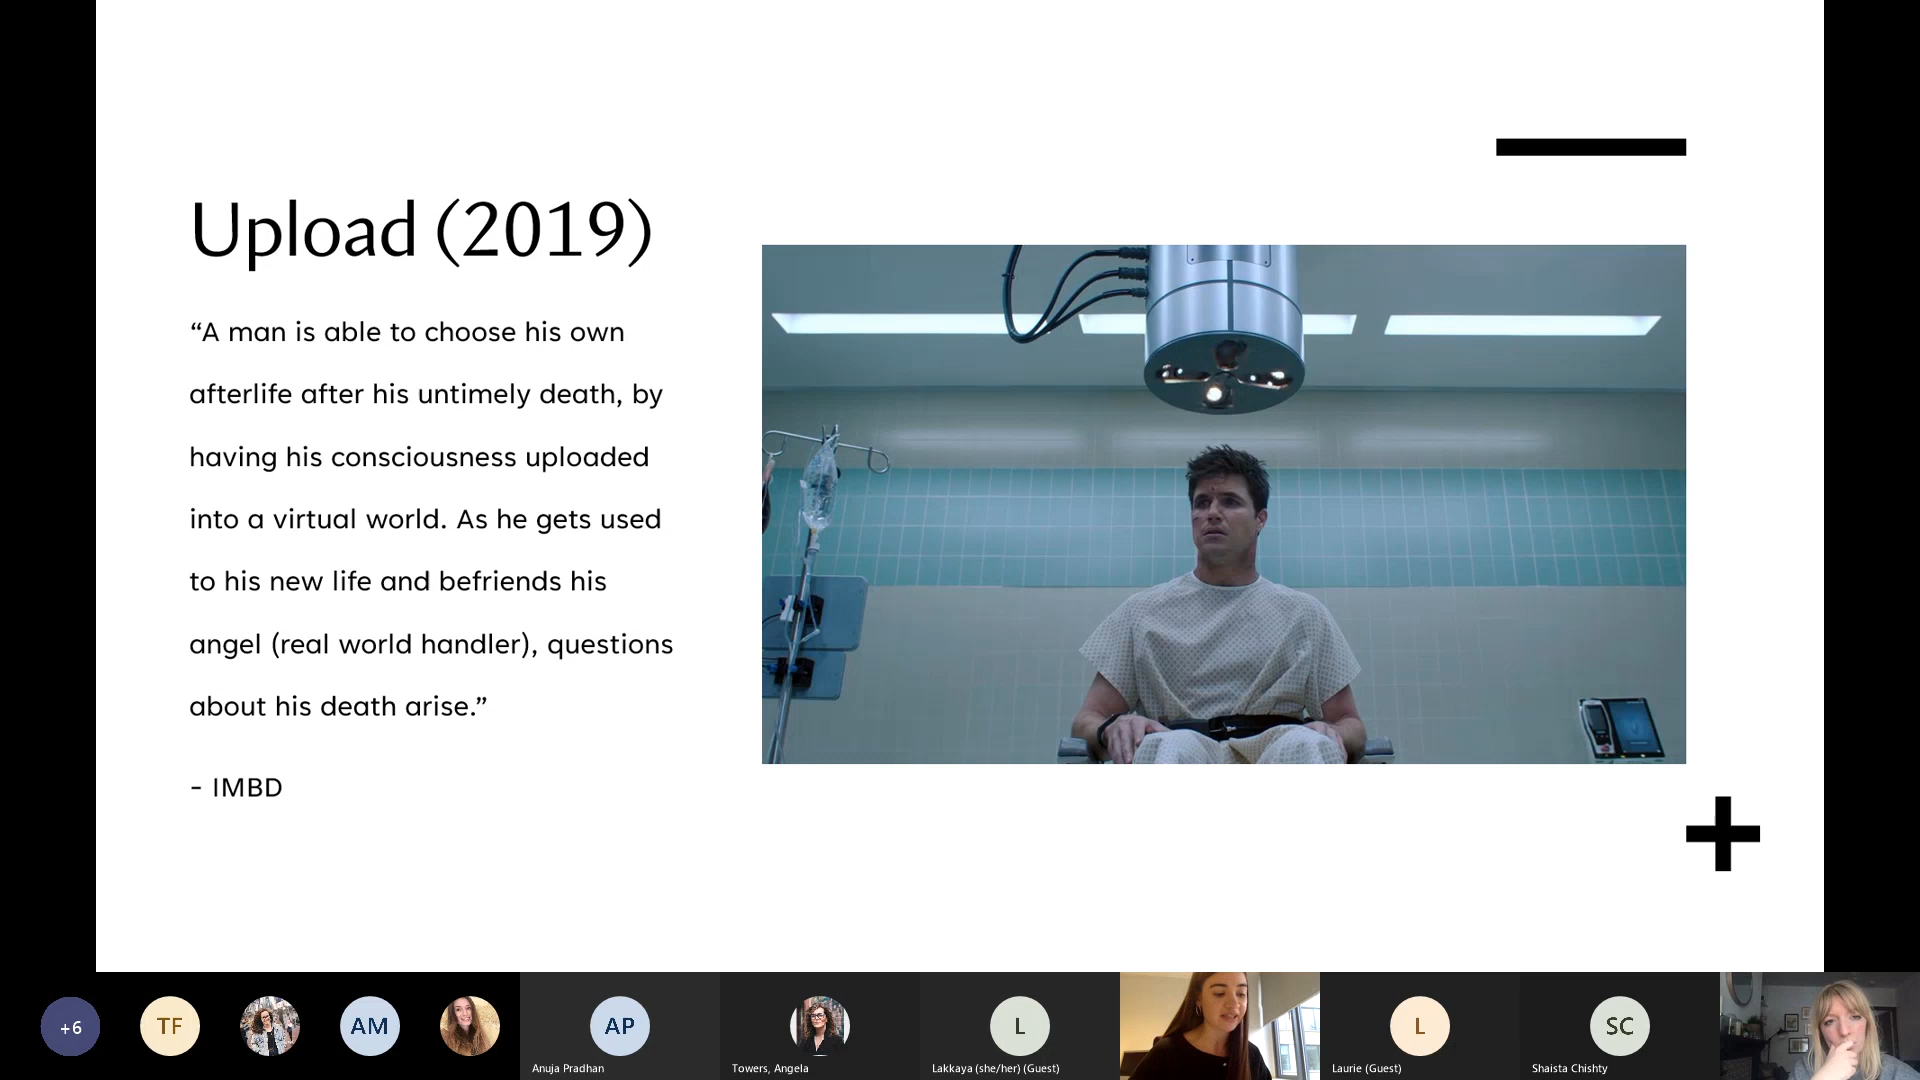 Upload (2019)
“A man is able to choose his own
afterlife after his untimely death, by
having his consciousness uploaded
into a virtual world. As he gets used
to his new life and befriends his
angel (real world handler), questions
about his death arise.”
- IMBD
+6
TF
AM
AP
L
L
SC
Anuja Pradhan
Towers, Angela
Lakkaya (she/her) (Guest)
Laurie (Guest)
Shaista Chishty